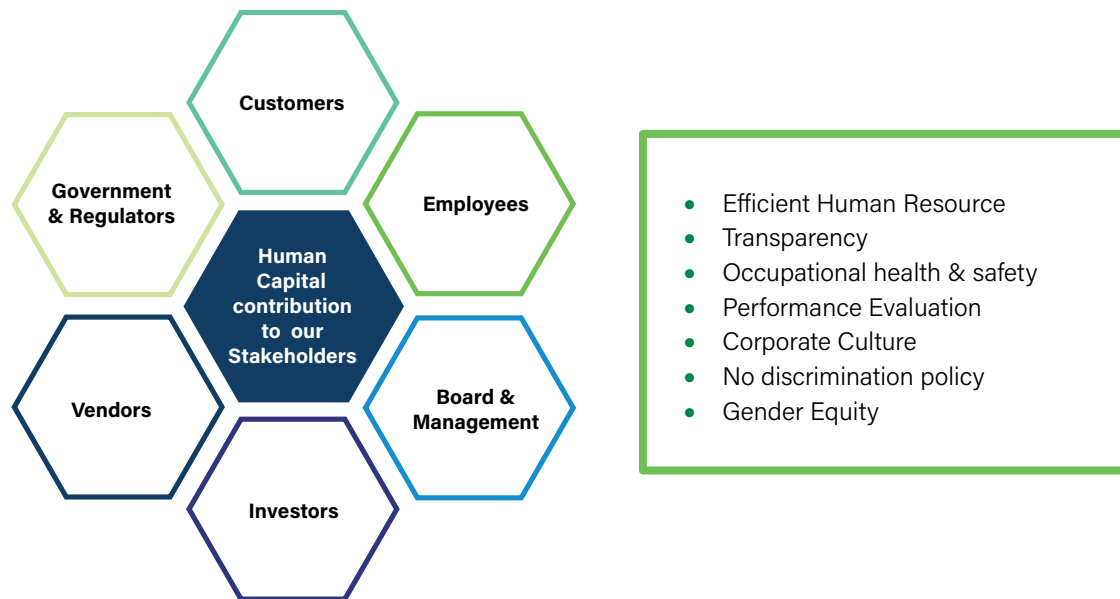 Customers
Government
& Regulators
Employees
Human
Capital
contribution
to our
Stakeholders
Vendors
Board &
Management
Investors
• Efficient Human Resource
• Transparency
• Occupational health & safety
• Performance Evaluation
• Corporate Culture
• No discrimination policy
• Gender Equity